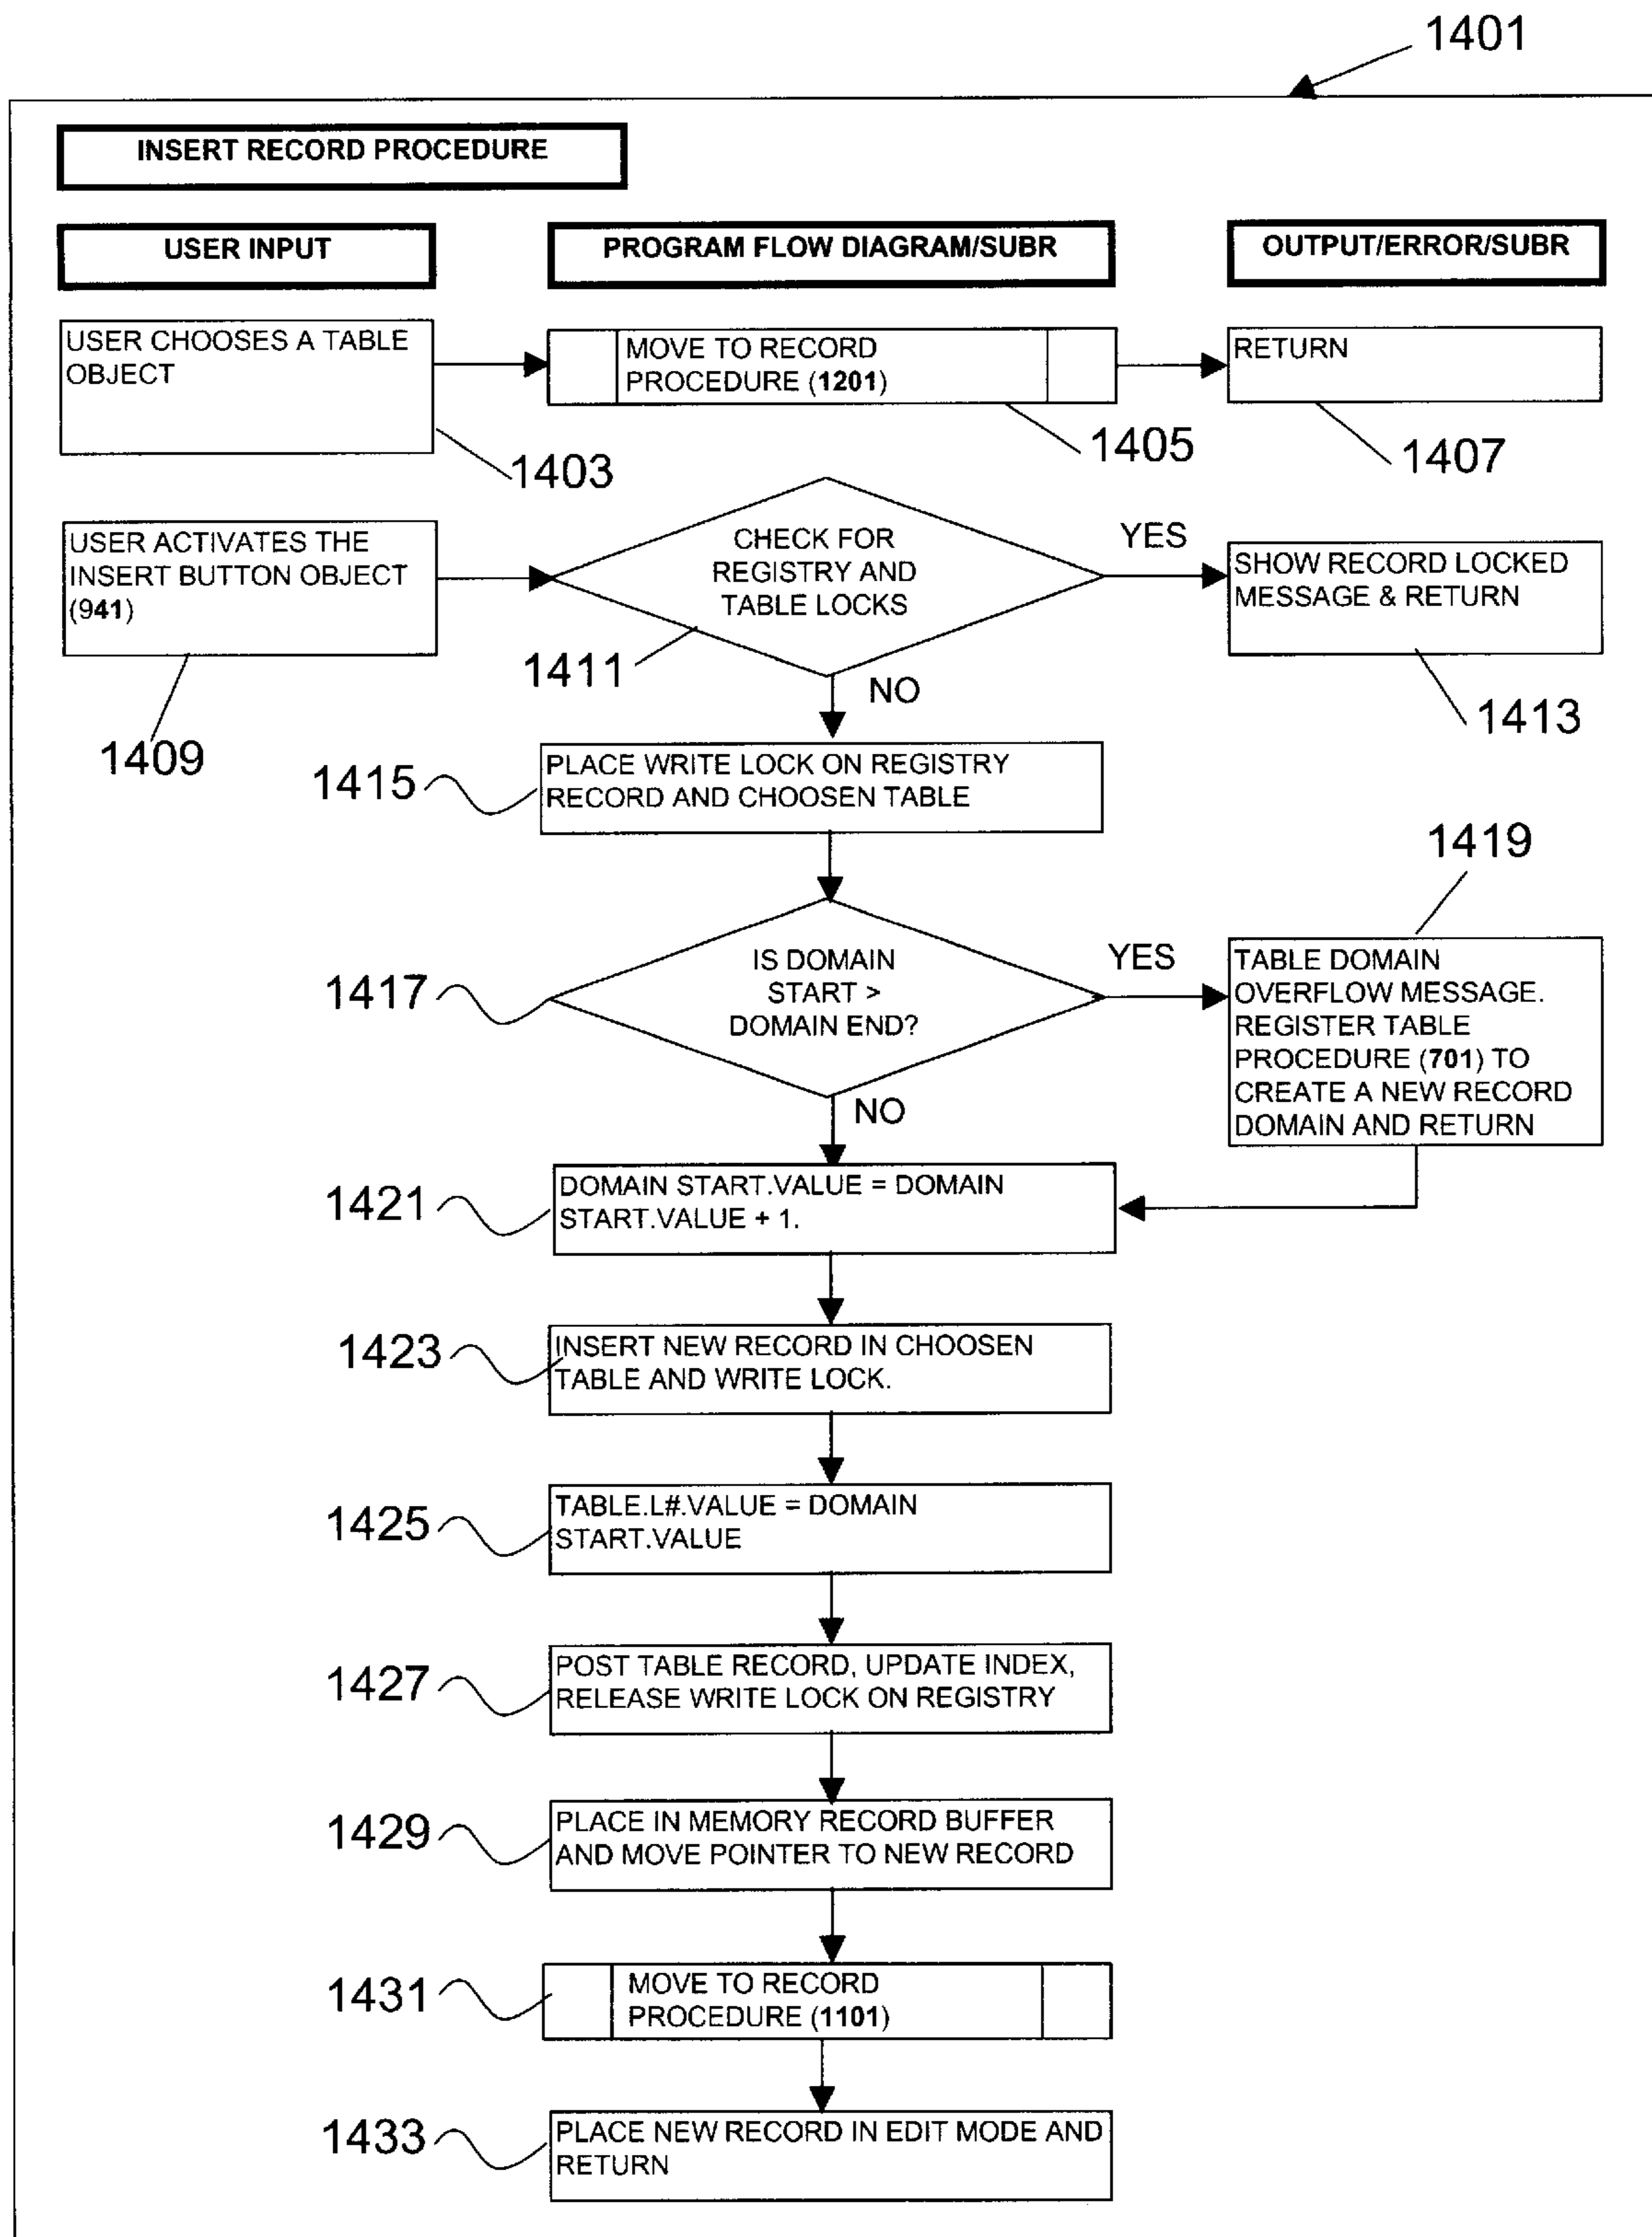 1401
INSERT RECORD PROCEDURE
USER INPUT
PROGRAM FLOW DIAGRAM/SUBR
OUTPUT/ERROR/SUBR
USER CHOOSES A TABLE
OBJECT
1403
MOVE TO RECORD
PROCEDURE (1201)
1405
RETURN
1407
USER ACTIVATES THE
INSERT BUTTON OBJECT
(941)
1409
CHECK FOR
REGISTRY AND
TABLE LOCKS
1411
YES
SHOW RECORD LOCKED
MESSAGE & RETURN
1413
NO
1415
PLACE WRITE LOCK ON REGISTRY
RECORD AND CHOOSEN TABLE
1417
IS DOMAIN
START >
DOMAIN END?
YES
1419
TABLE DOMAIN
OVERFLOW MESSAGE.
REGISTER TABLE
PROCEDURE (701) TO
CREATE A NEW RECORD
DOMAIN AND RETURN
NO
1421
DOMAIN START.VALUE = DOMAIN
START.VALUE + 1.
1423
INSERT NEW RECORD IN CHOOSEN
TABLE AND WRITE LOCK.
1425
TABLE.L#.VALUE = DOMAIN
START.VALUE
1427
POST TABLE RECORD, UPDATE INDEX,
RELEASE WRITE LOCK ON REGISTRY
1429
PLACE IN MEMORY RECORD BUFFER
AND MOVE POINTER TO NEW RECORD
1431
MOVE TO RECORD
PROCEDURE (1101)
1433
PLACE NEW RECORD IN EDIT MODE AND
RETURN